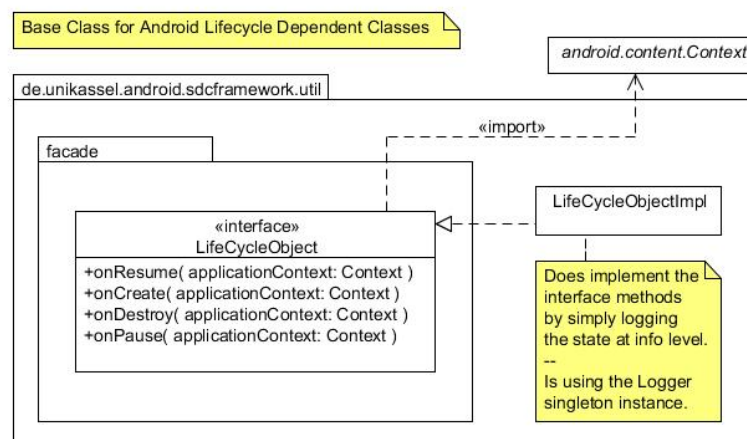 Base Class for Android Lifecycle Dependent Classes
android.content.Context
de.unikassel.android.sdcframework.util
«import»
facade
«interface»
LifeCycleObject
+onResume( applicationContext: Context )
+onCreate( applicationContext: Context )
+onDestroy( applicationContext: Context )
+onPause( applicationContext: Context )
LifeCycleObjectImpl
Does implement the
interface methods
by simply logging
the state at info level.
--
Is using the Logger
singleton instance.